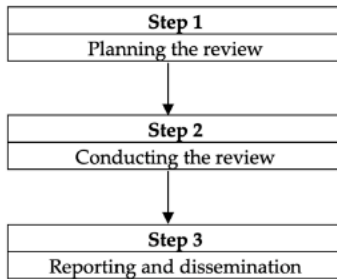 Step 1
Planning the review
Step 2
Conducting the review
Step 3
Reporting and dissemination